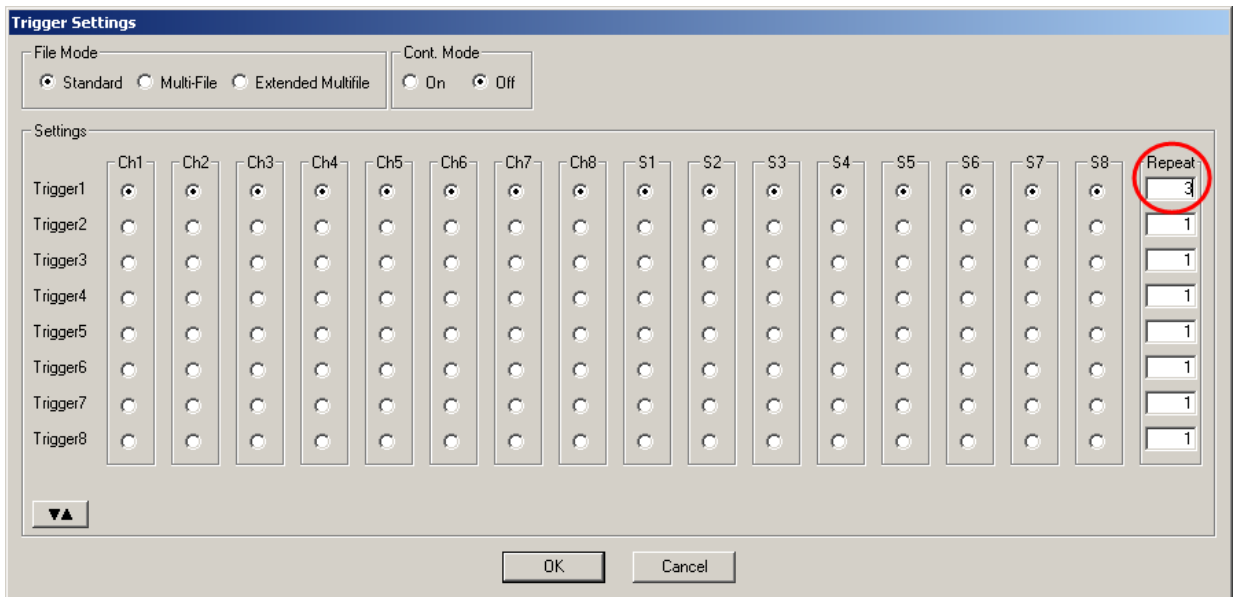 Trigger Settings
File Mode Cont. Mode
Standard Multi-File Extended Multifile On Off
Settings
Ch1 Ch2 Ch3 Ch4 Ch5 Ch6 Ch7 Ch8 S1 S2 S3 S4 S5 S6 S7 S8 Repeat
Trigger1 3
Trigger2 1
Trigger3 1
Trigger4 1
Trigger5 1
Trigger6 1
Trigger7 1
Trigger8 1
▼▲
OK Cancel